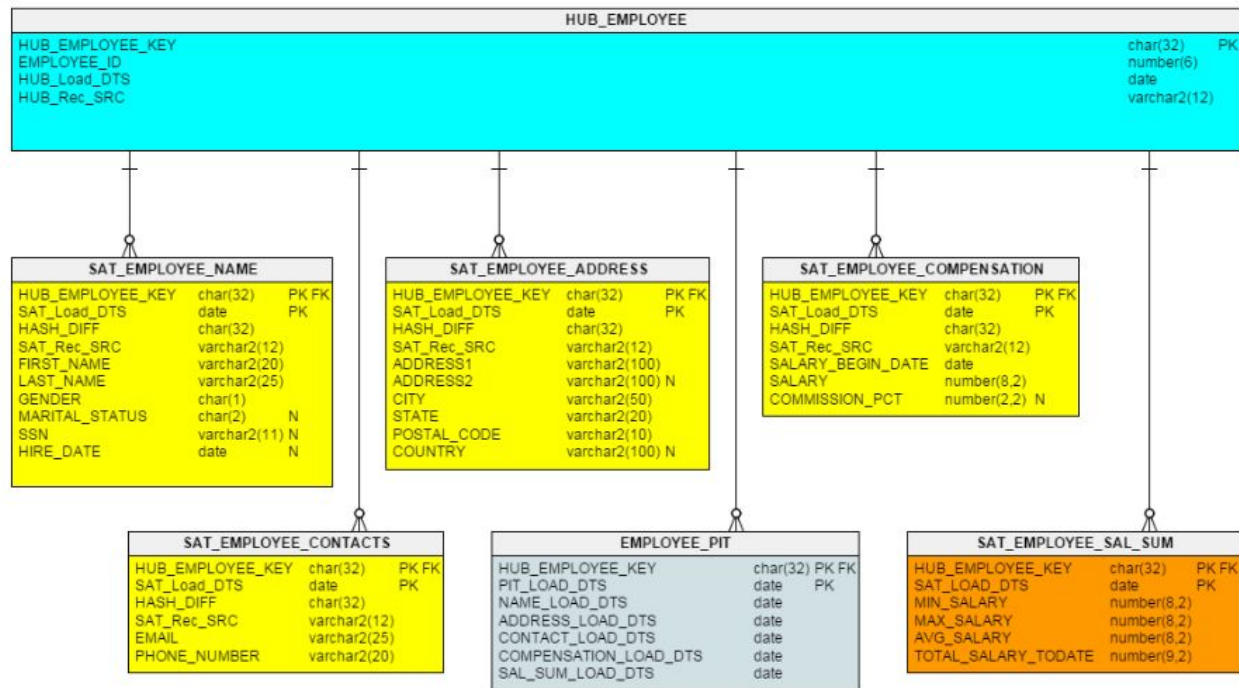 HUB_EMPLOYEE
HUB_EMPLOYEE_KEY char(32) PK
EMPLOYEE_ID number(6)
HUB_Load_DTS date
HUB_Rec_SRC varchar2(12)
SAT_EMPLOYEE_NAME
HUB_EMPLOYEE_KEY char(32) PK FK
SAT_Load_DTS date PK
HASH_DIFF char(32)
SAT_Rec_SRC varchar2(12)
FIRST_NAME varchar2(20)
LAST_NAME varchar2(25)
GENDER char(1)
MARITAL_STATUS char(2) N
SSN varchar2(11) N
HIRE_DATE date N
SAT_EMPLOYEE_ADDRESS
HUB_EMPLOYEE_KEY char(32) PK FK
SAT_Load_DTS date PK
HASH_DIFF char(32)
SAT_Rec_SRC varchar2(12)
ADDRESS1 varchar2(100)
ADDRESS2 varchar2(100) N
CITY varchar2(50)
STATE varchar2(20)
POSTAL_CODE varchar2(10)
COUNTRY varchar2(100) N
SAT_EMPLOYEE_COMPENSATION
HUB_EMPLOYEE_KEY char(32) PK FK
SAT_Load_DTS date PK
HASH_DIFF char(32)
SAT_Rec_SRC varchar2(12)
SALARY_BEGIN_DATE date
SALARY number(8,2)
COMMISSION_PCT number(2,2) N
SAT_EMPLOYEE_CONTACTS
HUB_EMPLOYEE_KEY char(32) PK FK
SAT_Load_DTS date PK
HASH_DIFF char(32)
SAT_Rec_SRC varchar2(12)
EMAIL varchar2(25)
PHONE_NUMBER varchar2(20)
EMPLOYEE_PIT
HUB_EMPLOYEE_KEY char(32) PK FK
PIT_LOAD_DTS date PK
NAME_LOAD_DTS date
ADDRESS_LOAD_DTS date
CONTACT_LOAD_DTS date
COMPENSATION_LOAD_DTS date
SAL_SUM_LOAD_DTS date
SAT_EMPLOYEE_SAL_SUM
HUB_EMPLOYEE_KEY char(32) PK FK
SAT_LOAD_DTS date PK
MIN_SALARY number(8,2)
MAX_SALARY number(8,2)
AVG_SALARY number(8,2)
TOTAL_SALARY_TODATE number(9,2)